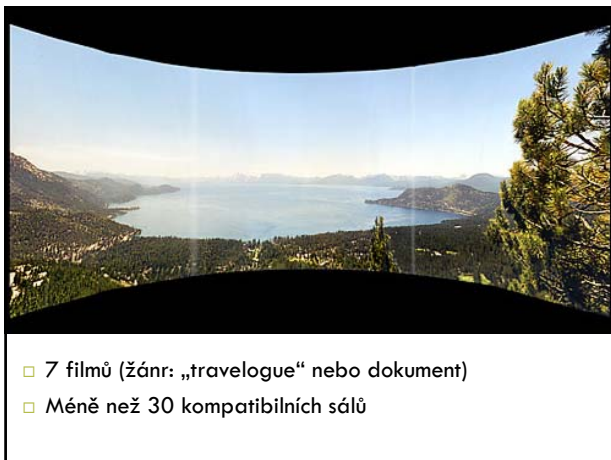 7 filmů (žánr: „travelogue“ nebo dokument)
Méně než 30 kompatibilních sálů